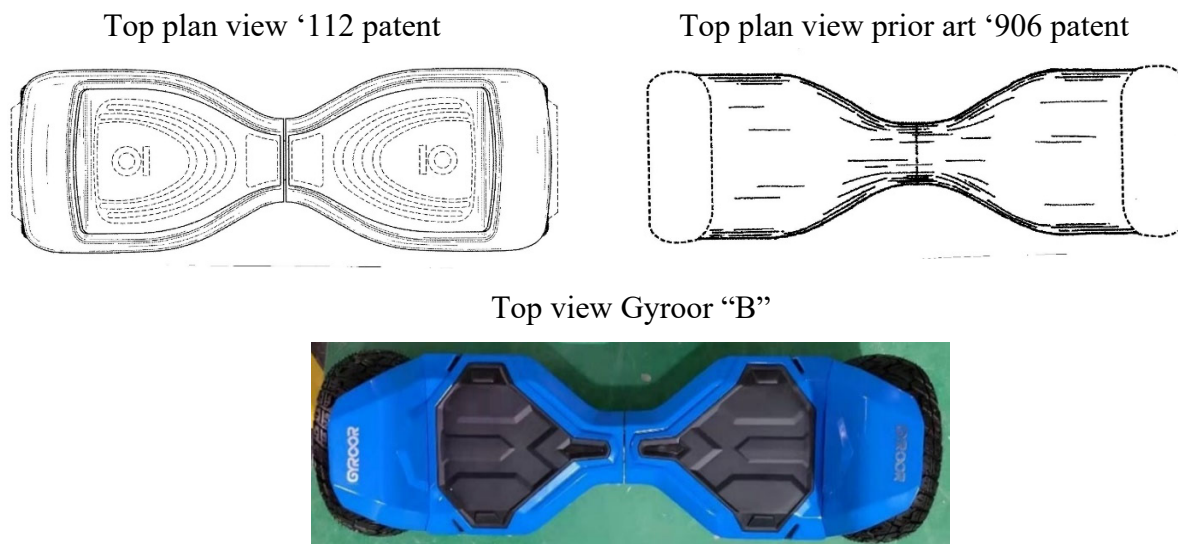 Top plan view ‘112 patent
Top plan view prior art ‘906 patent
Top view Gyroor “B”
GYROOR
GYROOR